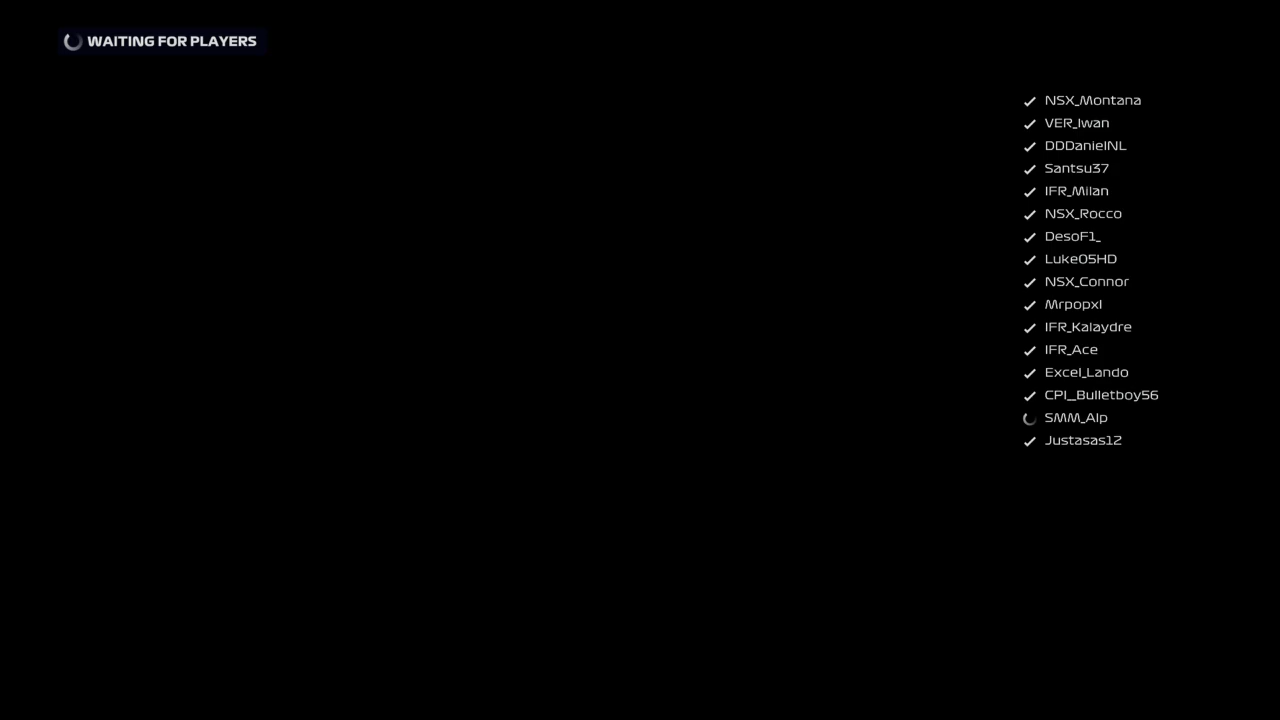 WAITING FOR PLAYERS
NSX_Montana
VER_Iwan
DDDanielNL
Santsu37
IFR_Milan
NSX_Rocco
DesoF1_
Luke05HD
NSX_Connor
Mrpopxl
IFR_Kalaydre
IFR_Ace
Excel_Lando
CPI_Bulletboy56
SMM_Alp
Justasas12